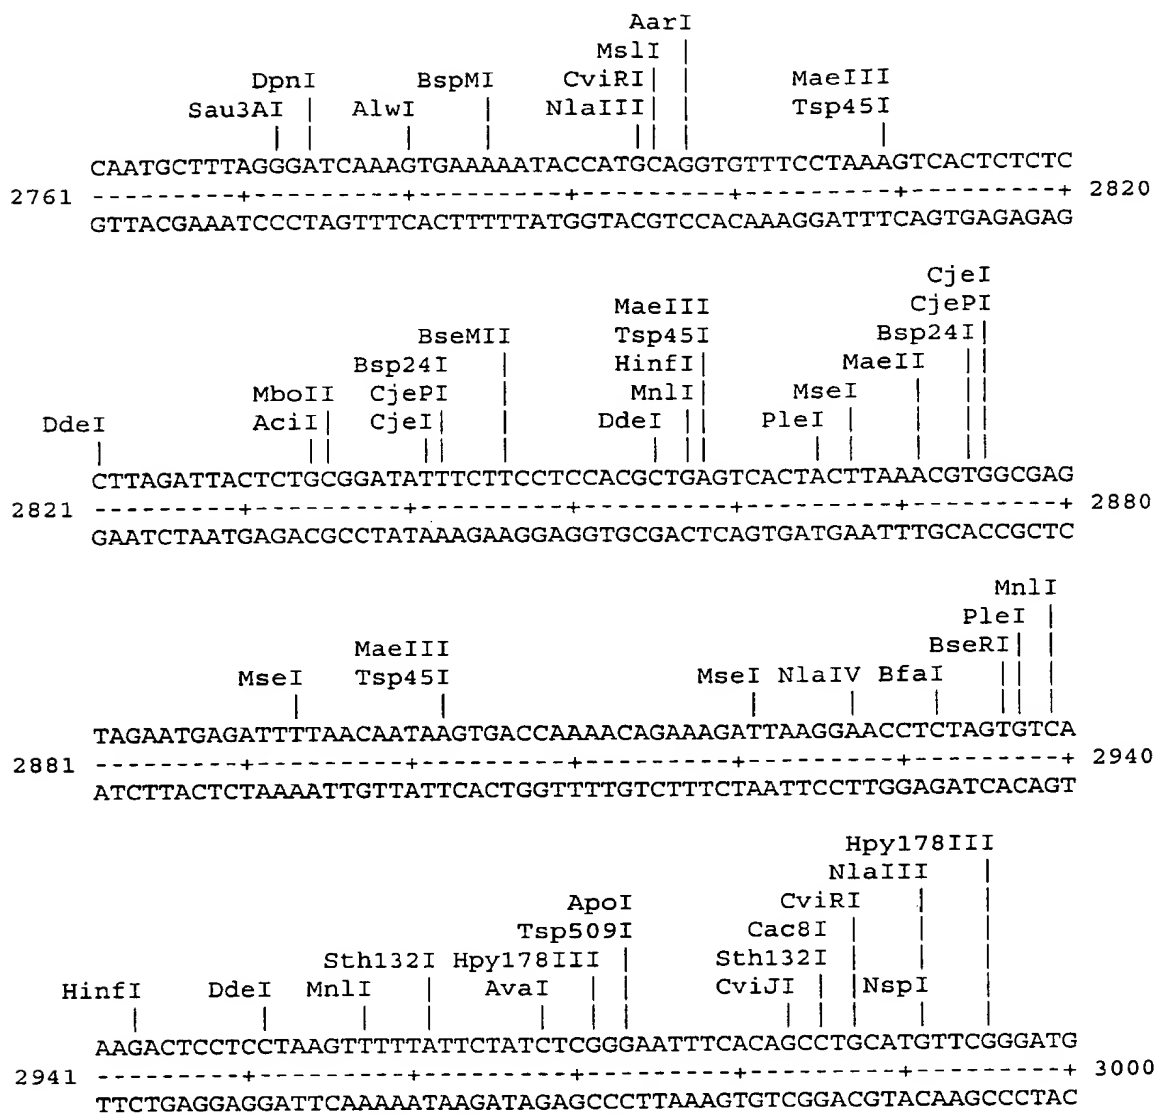 AarI
MslI
DpnI BspMI CviRI MaeIII
Sau3AI AlwI NlaIII Tsp45I
CAATGCTTTAGGGATCAAAGTGAAAAATACCATGCAGGTGTTTCCTAAAGTCACTCTCTC
2761 ---------+---------+---------+---------+---------+---------+ 2820
GTTACGAAATCCCTAGTTTCACTTTTTATGGTACGTCCACAAAGGATTTCAGTGAGAGAG
CjeI
MaeIII CjePI
BseMII Tsp45I Bsp24I
Bsp24I HinfI MaeII
MboII CjePI MnlI MseI
DdeI AciI CjeI DdeI PleI
CTTAGATTACTCTGCGGATATTTCTTCCTCCACGCTGAGTCACTACTTAAACGTGGCGAG
2821 ---------+---------+---------+---------+---------+---------+ 2880
GAATCTAATGAGACGCCTATAAAGAAGGAGGTGCGACTCAGTGATGAATTTGCACCGCTC
MnlI
PleI
MaeIII BseRI
MseI Tsp45I MseI NlaIV BfaI
TAGAATGAGATTTTAACAATAAGTGACCAAAACAGAAAGATTAAGGAACCTCTAGTGTCA
2881 ---------+---------+---------+---------+---------+---------+ 2940
ATCTTACTCTAAAATTGTTATTCACTGGTTTTGTCTTTCTAATTCCTTGGAGATCACAGT
Hpy178III
NlaIII
ApoI CviRI
Tsp509I Cac8I
Sth132I Hpy178III Sth132I
HinfI DdeI MnlI AvaI CviJI NspI
AAGACTCCTCCTAAGTTTTTATTCTATCTCGGGAATTTCACAGCCTGCATGTTCGGGATG
2941 ---------+---------+---------+---------+---------+---------+ 3000
TTCTGAGGAGGATTCAAAAATAAGATAGAGCCCTTAAAGTGTCGGACGTACAAGCCCTAC